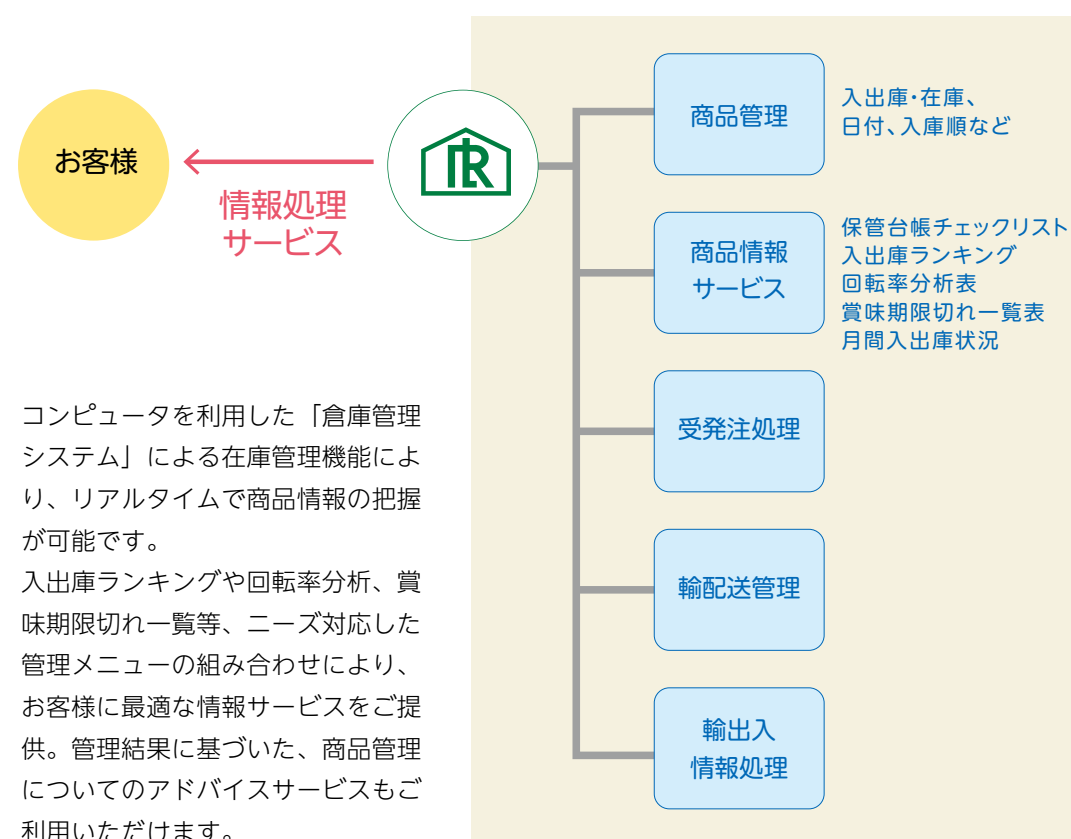 お客様
情報処理
サービス
商品管理
入出庫・在庫、
日付、入庫順など
商品情報
サービス
保管台帳チェックリスト
入出庫ランキング
回転率分析表
賞味期限切れ一覧表
月間入出庫状況
受発注処理
輸配送管理
輸出入
情報処理
コンピュータを利用した「倉庫管理
システム」による在庫管理機能によ
り、リアルタイムで商品情報の把握
が可能です。
入出庫ランキングや回転率分析、賞
味期限切れ一覧等、ニーズ対応した
管理メニューの組み合わせにより、
お客様に最適な情報サービスをご提
供。管理結果に基づいた、商品管理
についてのアドバイスサービスもご
利用いただけます。